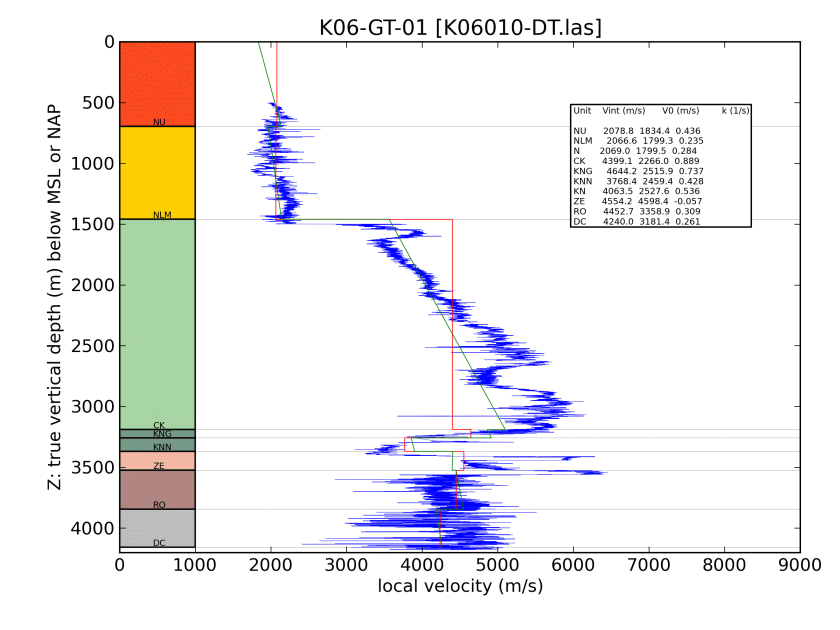 K06-GT-01 [K06010-DT.las]
0
500
1000
1500
2000
2500
3000
3500
4000
Z: true vertical depth (m) below MSL or NAP
NU
NLM
CK
KNG
KNN
ZE
RO
DC
Unit Vint (m/s) V0 (m/s) k (1/s)
NU 2078.8 1834.4 0.436
NLM 2066.6 1799.3 0.235
N 2069.0 1799.5 0.284
CK 4399.1 2266.0 0.889
KNG 4644.2 2515.9 0.737
KNN 3768.4 2459.4 0.428
KN 4063.5 2527.6 0.536
ZE 4554.2 4598.4 -0.057
RO 4452.7 3358.9 0.309
DC 4240.0 3181.4 0.261
0 1000 2000 3000 4000 5000 6000 7000 8000 9000
local velocity (m/s)